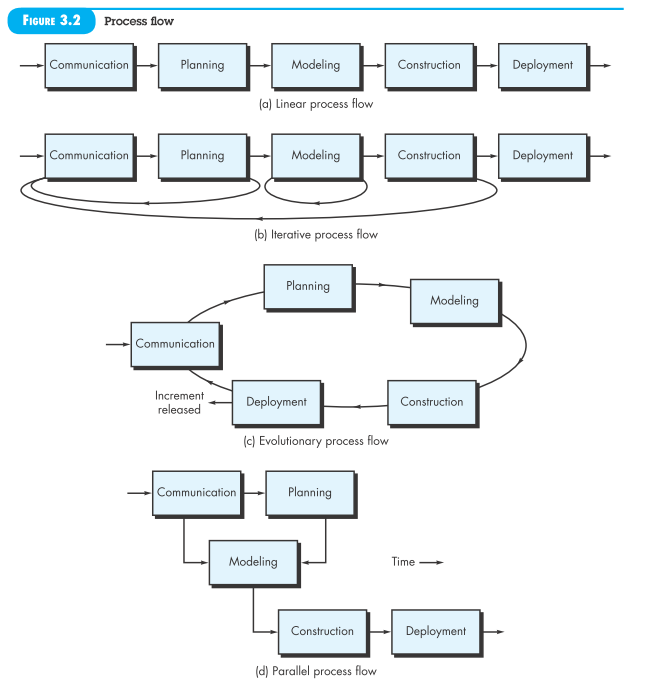 FIGURE 3.2 Process flow
Communication Planning Modeling Construction Deployment
(a) Linear process flow
Communication Planning Modeling Construction Deployment
(b) Iterative process flow
Planning
Modeling
Communication
Increment
released
Deployment
Construction
(c) Evolutionary process flow
Communication Planning
Modeling
Time
Construction Deployment
(d) Parallel process flow